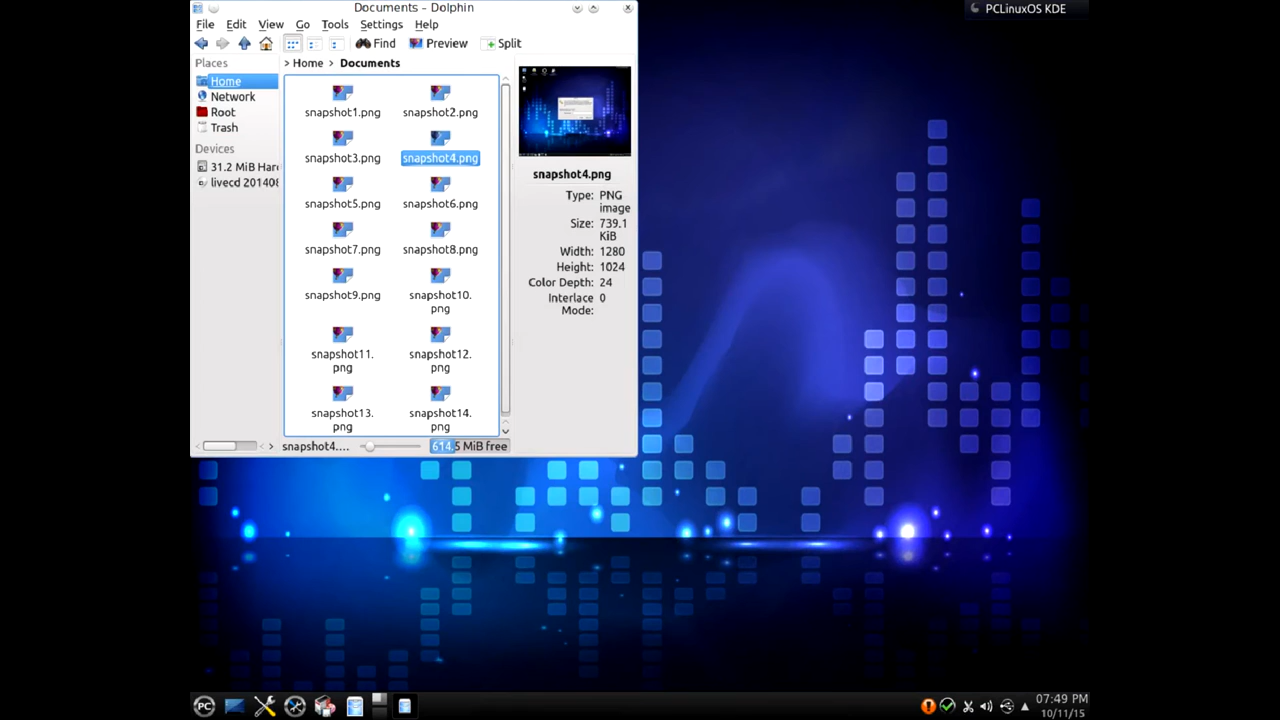 Documents – Dolphin
PCLinuxOS KDE
File Edit View Go Tools Settings Help
Find Preview Split
Places
> Home > Documents
Home
Network
Root
Trash
Devices
31.2 MiB Har
livecd 201408
snapshot1.png snapshot2.png
snapshot3.png snapshot4.png
snapshot5.png snapshot6.png
snapshot7.png snapshot8.png
snapshot9.png snapshot10.
png
snapshot11. snapshot12.
png png
snapshot13. snapshot14.
png png
snapshot4.png
Type: PNG
image
Size: 739.1
KiB
Width: 1280
Height: 1024
Color Depth: 24
Interlace 0
Mode:
snapshot4.... 614.5 MiB free
PC
07:49 PM
10/11/15